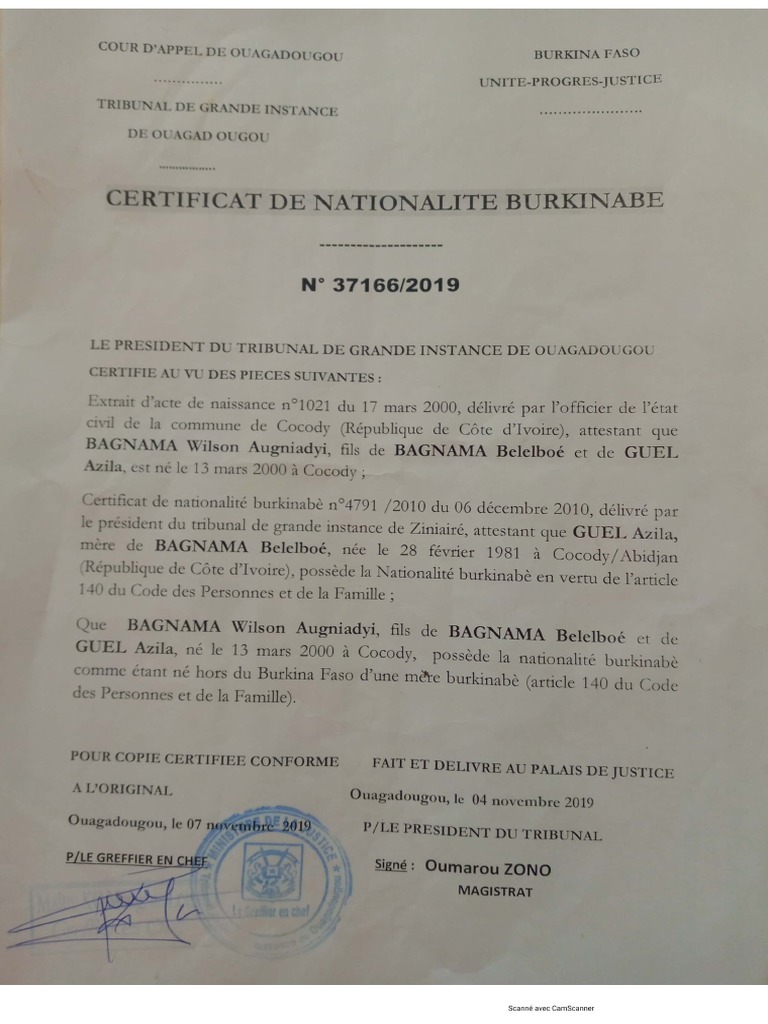 COUR D'APPEL DE OUAGADOUGOU
BURKINA FASO
...............
UNITE-PROGRES-JUSTICE
TRIBUNAL DE GRANDE INSTANCE
......................
DE OUAGAD OUGOU
................
CERTIFICAT DE NATIONALITE BURKINABE
--------------------
N° 37166/2019
LE PRESIDENT DU TRIBUNAL DE GRANDE INSTANCE DE OUAGADOUGOU
CERTIFIE AU VU DES PIECES SUIVANTES :
Extrait d'acte de naissance n°1021 du 17 mars 2000, délivré par l'officier de l'état
civil de la commune de Cocody (République de Côte d'Ivoire), attestant que
BAGNAMA Wilson Augniadyi, fils de BAGNAMA Belelboé et de GUEL
Azila, est né le 13 mars 2000 à Cocody ;
Certificat de nationalité burkinabè n°4791 /2010 du 06 décembre 2010, délivré par
le président du tribunal de grande instance de Ziniairé, attestant que GUEL Azila,
mère de BAGNAMA Belelboé, née le 28 février 1981 à Cocody/Abidjan
(République de Côte d'Ivoire), possède la Nationalité burkinabè en vertu de l'article
140 du Code des Personnes et de la Famille ;
Que BAGNAMA Wilson Augniadyi, fils de BAGNAMA Belelboé et de
GUEL Azila, né le 13 mars 2000 à Cocody, possède la nationalité burkinabè
comme étant né hors du Burkina Faso d'une mère burkinabè (article 140 du Code
des Personnes et de la Famille).
POUR COPIE CERTIFIEE CONFORME
FAIT ET DELIVRE AU PALAIS DE JUSTICE
A L'ORIGINAL
Ouagadougou, le 04 novembre 2019
Ouagadougou, le 07 novembre 2019
P/LE PRESIDENT DU TRIBUNAL
P/LE GREFFIER EN CHEF
Signé : Oumarou ZONO
MAGISTRAT
MINISTERE DE LA JUSTICE
Le Greffier en chef
Scanné avec CamScanner